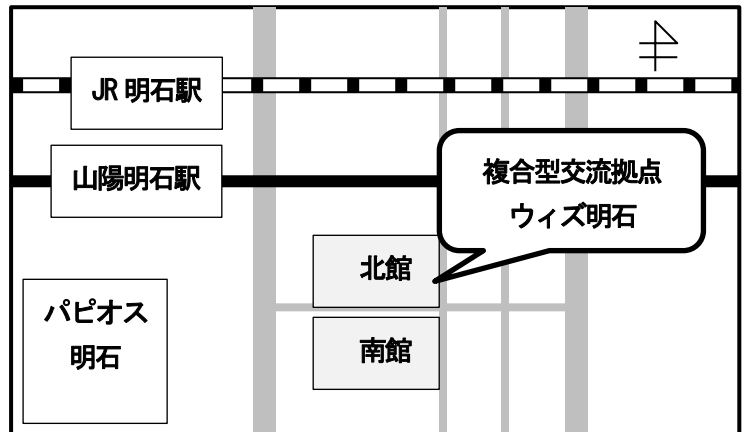 JR 明石駅
山陽明石駅
複合型交流拠点
ウィズ明石
北館
パピオス
明石
南館